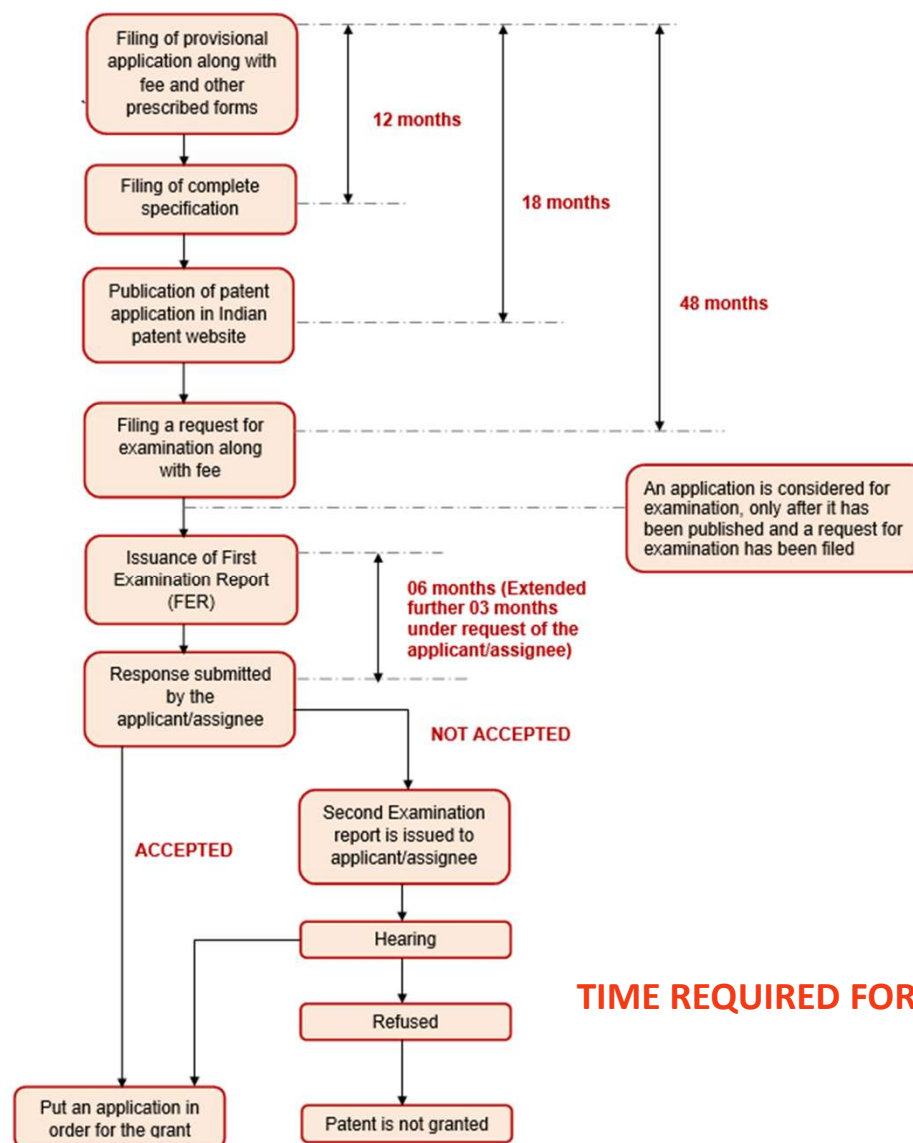 Filing of provisional
application along with
fee and other
prescribed forms
12 months
Filing of complete
specification
18 months
Publication of patent
application in Indian
patent website
48 months
Filing a request for
examination along
with fee
An application is considered for
examination, only after it has
been published and a request for
examination has been filed
Issuance of First
Examination Report
(FER)
06 months (Extended
further 03 months
under request of the
applicant/assignee)
Response submitted
by the
applicant/assignee
NOT ACCEPTED
Second Examination
report is issued to
applicant/assignee
ACCEPTED
Hearing
TIME REQUIRED FOR
Refused
Put an application in
order for the grant
Patent is not granted